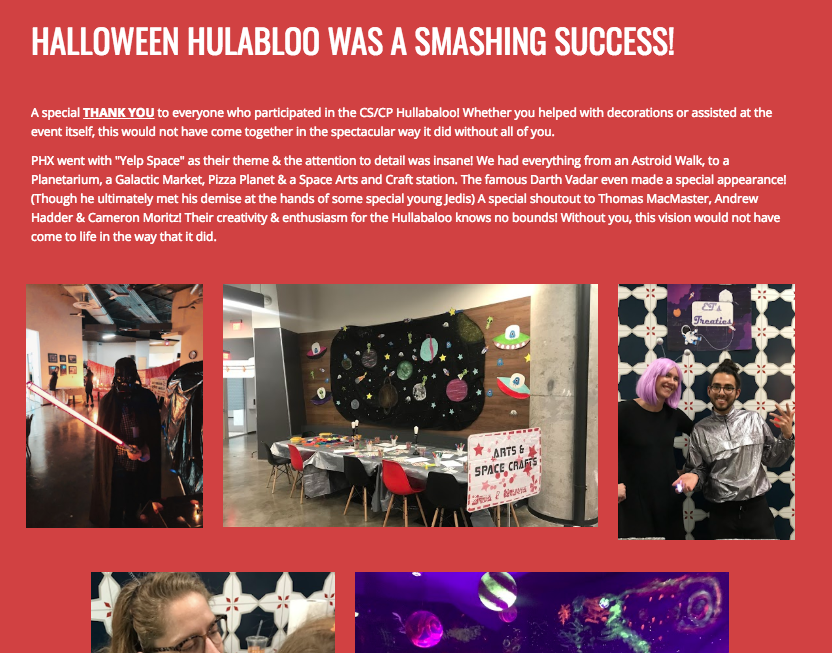 HALLOWEEN HULABLOO WAS A SMASHING SUCCESS!
A special THANK YOU to everyone who participated in the CS/CP Hullabaloo! Whether you helped with decorations or assisted at the
event itself, this would not have come together in the spectacular way it did without all of you.
PHX went with "Yelp Space" as their theme & the attention to detail was insane! We had everything from an Astroid Walk, to a
Planetarium, a Galactic Market, Pizza Planet & a Space Arts and Craft station. The famous Darth Vadar even made a special appearance!
(Though he ultimately met his demise at the hands of some special young Jedis) A special shoutout to Thomas MacMaster, Andrew
Hadder & Cameron Moritz! Their creativity & enthusiasm for the Hullabaloo knows no bounds! Without you, this vision would not have
come to life in the way that it did.
ET's
Treaties
ARTS &
SPACE CRAFTS